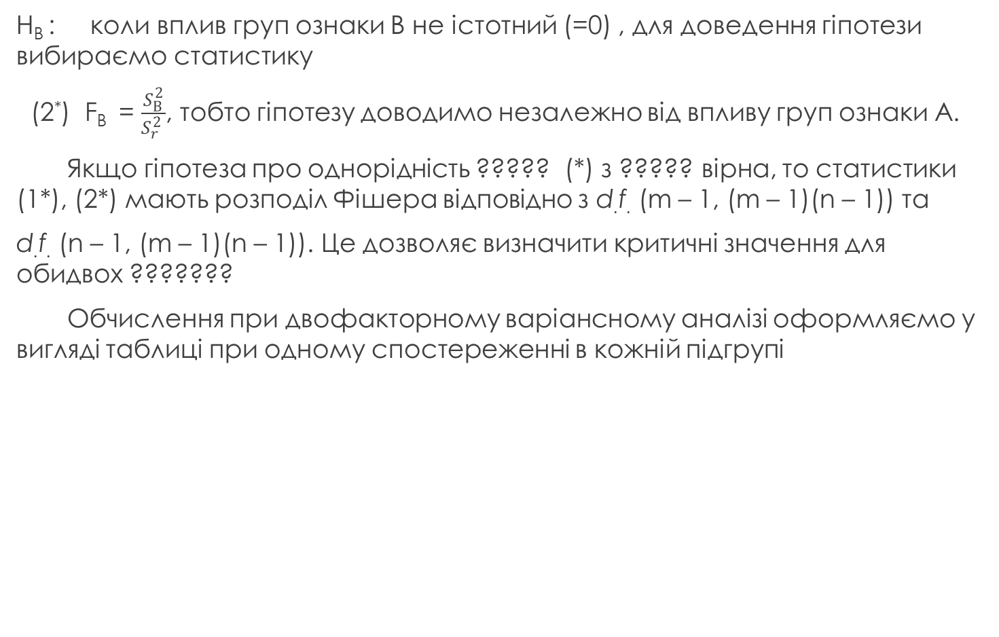 H_B :   коли вплив груп ознаки В не істотний (=0) , для доведення гіпотези
вибираємо статистику
(2*)  F_B = S_B^2 / S_r^2, тобто гіпотезу доводимо незалежно від впливу груп ознаки А.
Якщо гіпотеза про однорідність ?????  (*) з ????? вірна, то статистики
(1*), (2*) мають розподіл Фішера відповідно з d.f. (m – 1, (m – 1)(n – 1)) та
d.f. (n – 1, (m – 1)(n – 1)). Це дозволяє визначити критичні значення для
обидвох ???????
Обчислення при двофакторному варіансному аналізі оформляємо у
вигляді таблиці при одному спостереженні в кожній підгрупі